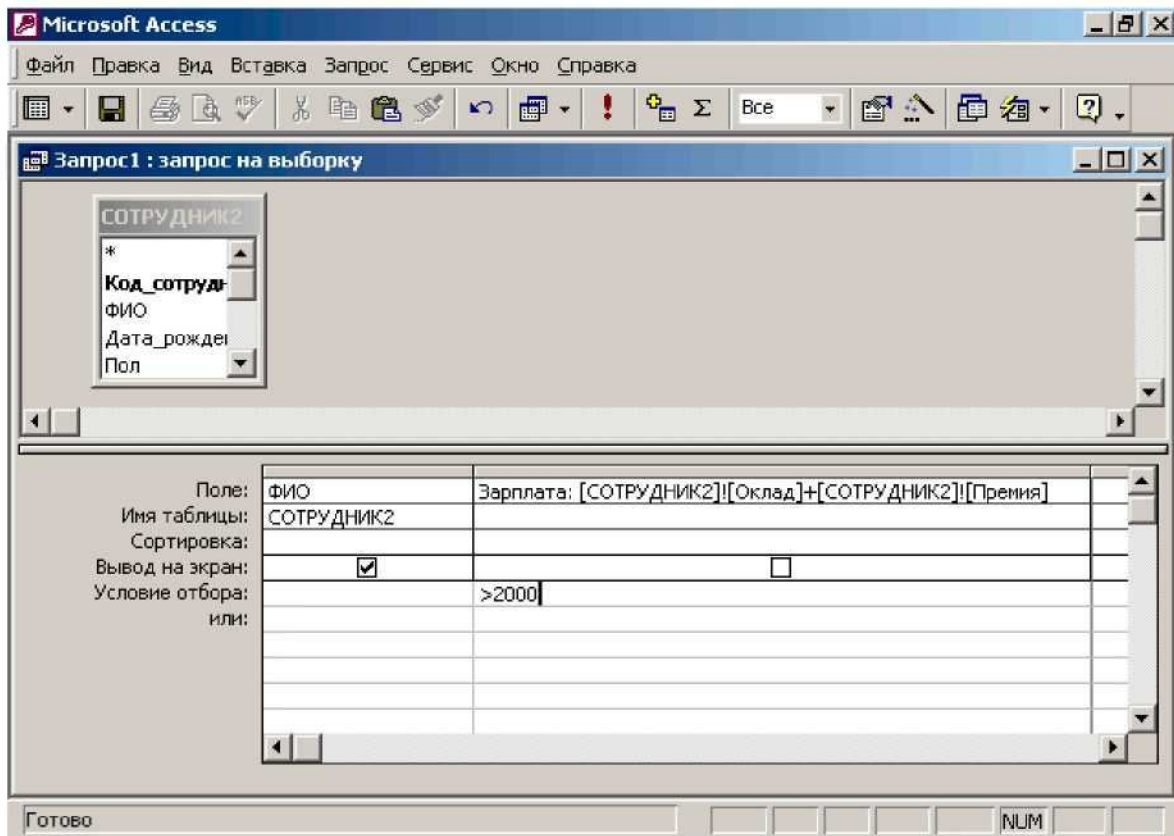 Microsoft Access
Файл Правка Вид Вставка Запрос Сервис Окно Справка
Все
Запрос1 : запрос на выборку
СОТРУДНИК2
*
Код_сотрудн
ФИО
Дата_рожде
Пол
Поле: ФИО Зарплата: [СОТРУДНИК2]![Оклад]+[СОТРУДНИК2]![Премия]
Имя таблицы: СОТРУДНИК2
Сортировка:
Вывод на экран:
Условие отбора: >2000
или:
Готово NUM